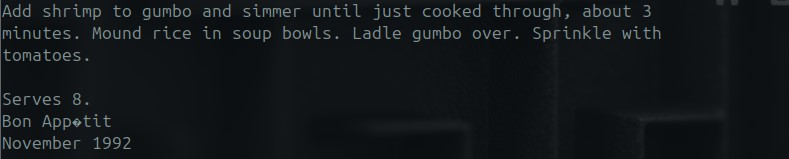 Add shrimp to gumbo and simmer until just cooked through, about 3
minutes. Mound rice in soup bowls. Ladle gumbo over. Sprinkle with
tomatoes.
Serves 8.
Bon App�tit
November 1992